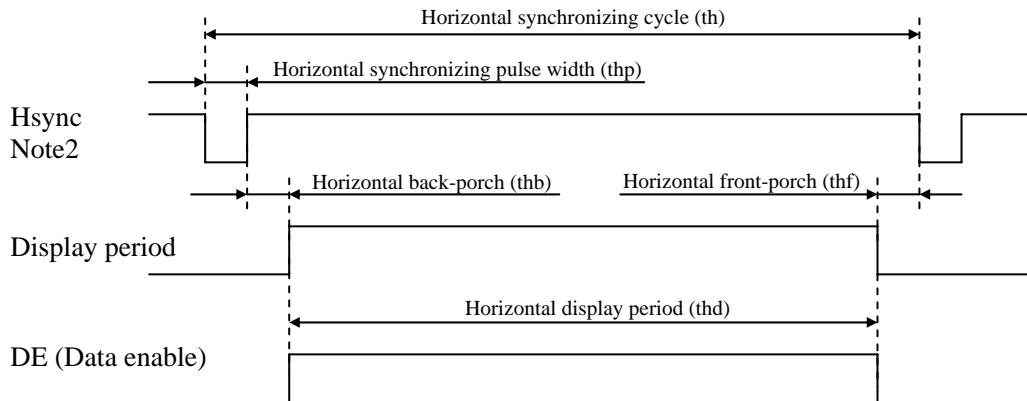 Horizontal synchronizing cycle (th)
Horizontal synchronizing pulse width (thp)
Hsync
Note2
Horizontal back-porch (thb)
Horizontal front-porch (thf)
Display period
Horizontal display period (thd)
DE (Data enable)